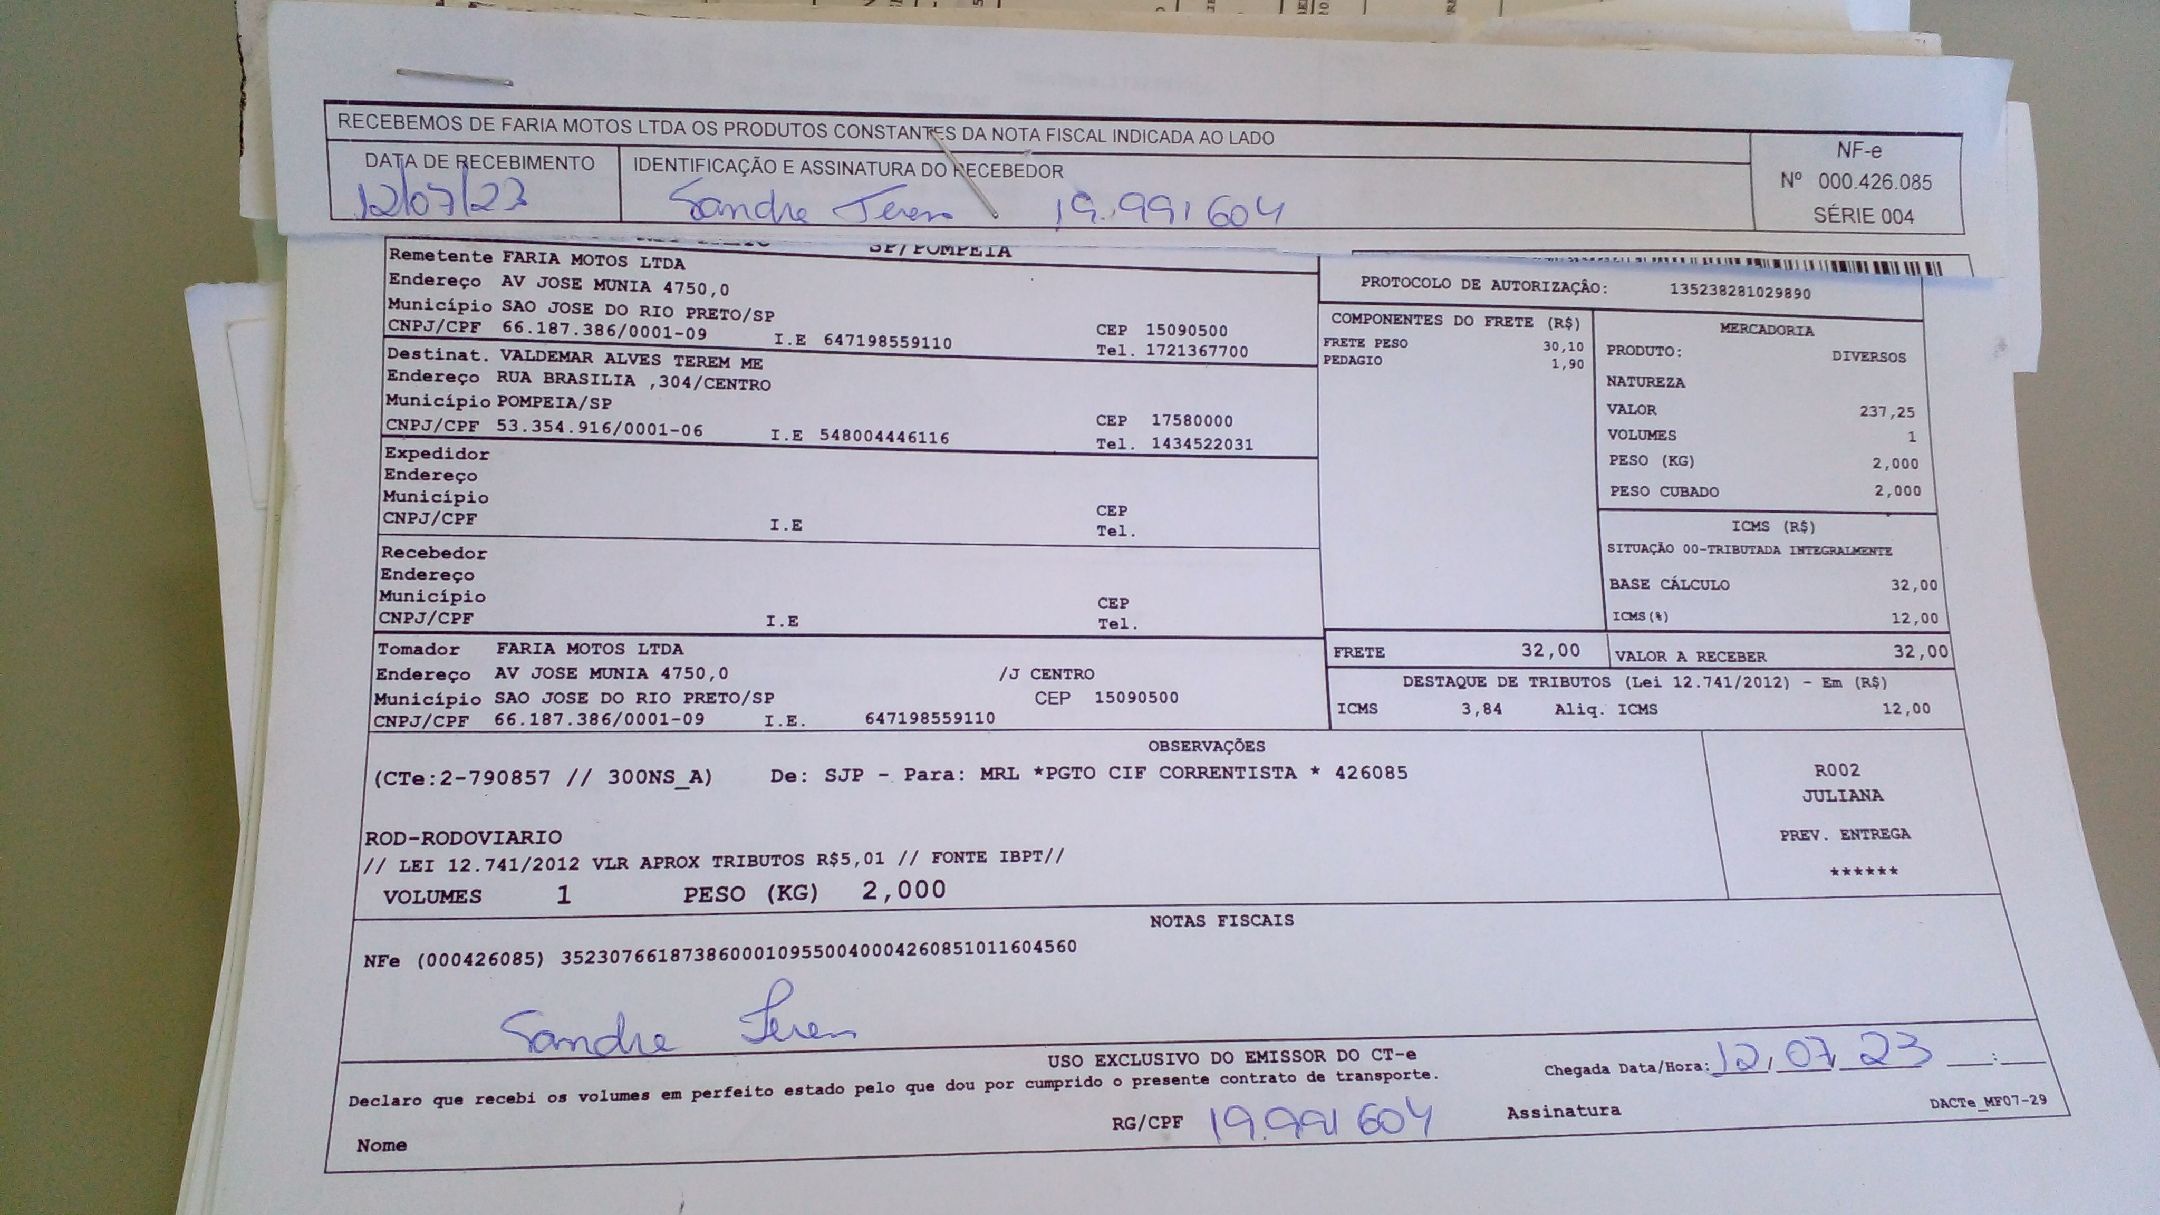 RECEBEMOS DE FARIA MOTOS LTDA OS PRODUTOS CONSTANTES DA NOTA FISCAL INDICADA AO LADO
NF-e
Nº 000.426.085
SÉRIE 004
DATA DE RECEBIMENTO
12/07/23
IDENTIFICAÇÃO E ASSINATURA DO RECEBEDOR
Sandra Terem 19.991604
SP/POMPEIA
Remetente FARIA MOTOS LTDA
Endereço AV JOSE MUNIA 4750,0
Município SAO JOSE DO RIO PRETO/SP
CNPJ/CPF 66.187.386/0001-09 I.E 647198559110 CEP 15090500
Tel. 1721367700
Destinat. VALDEMAR ALVES TEREM ME
Endereço RUA BRASILIA ,304/CENTRO
Município POMPEIA/SP
CNPJ/CPF 53.354.916/0001-06 I.E 548004446116 CEP 17580000
Tel. 1434522031
Expedidor
Endereço
Município
CNPJ/CPF I.E CEP
Tel.
Recebedor
Endereço
Município
CNPJ/CPF I.E CEP
Tel.
Tomador FARIA MOTOS LTDA
Endereço AV JOSE MUNIA 4750,0 /J CENTRO
Município SAO JOSE DO RIO PRETO/SP CEP 15090500
CNPJ/CPF 66.187.386/0001-09 I.E. 647198559110
PROTOCOLO DE AUTORIZAÇÃO: 135238281029890
COMPONENTES DO FRETE (R$)
FRETE PESO 30,10
PEDAGIO 1,90
MERCADORIA
PRODUTO: DIVERSOS
NATUREZA
VALOR 237,25
VOLUMES 1
PESO (KG) 2,000
PESO CUBADO 2,000
ICMS (R$)
SITUAÇÃO 00-TRIBUTADA INTEGRALMENTE
BASE CÁLCULO 32,00
ICMS(%) 12,00
FRETE 32,00 VALOR A RECEBER 32,00
DESTAQUE DE TRIBUTOS (Lei 12.741/2012) - Em (R$)
ICMS 3,84 Aliq. ICMS 12,00
OBSERVAÇÕES
(CTe:2-790857 // 300NS_A) De: SJP - Para: MRL *PGTO CIF CORRENTISTA * 426085
ROD-RODOVIARIO
// LEI 12.741/2012 VLR APROX TRIBUTOS R$5,01 // FONTE IBPT//
VOLUMES 1 PESO (KG) 2,000
R002
JULIANA
PREV. ENTREGA
******
NOTAS FISCAIS
NFe (000426085) 35230766187386000109550040004260851011604560
Sandra Terem
USO EXCLUSIVO DO EMISSOR DO CT-e
Declaro que recebi os volumes em perfeito estado pelo que dou por cumprido o presente contrato de transporte.
Chegada Data/Hora: 12/07/23 __:__
Nome RG/CPF 19.991604 Assinatura
DACTe_MF07-29